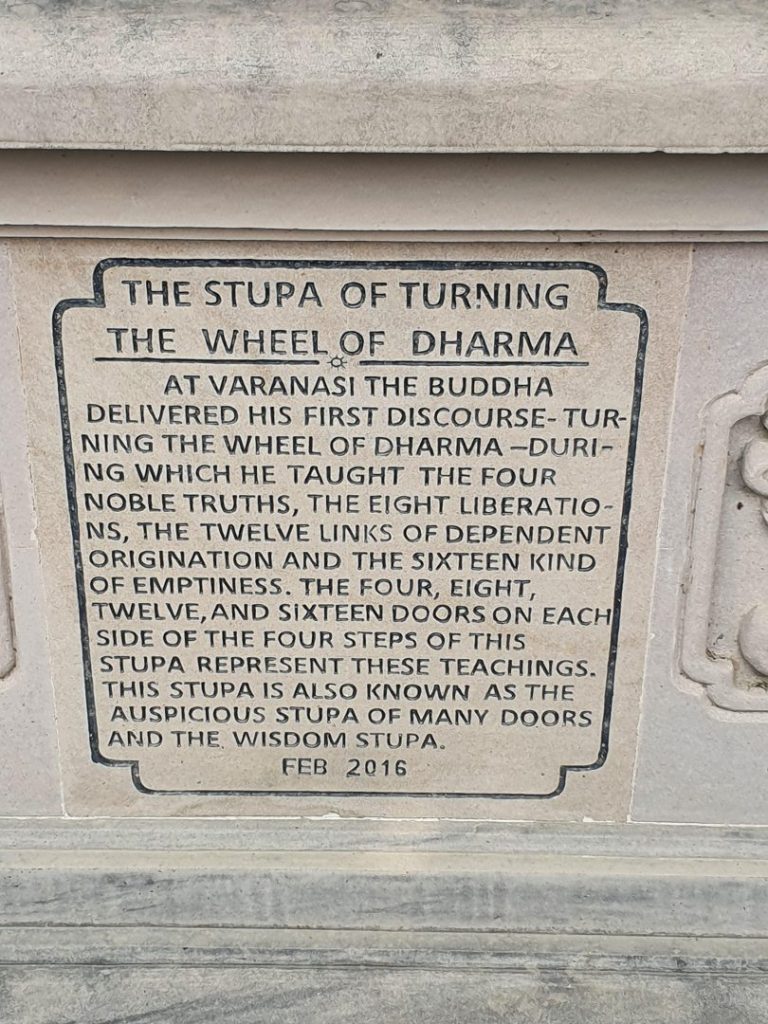 THE STUPA OF TURNING
THE WHEEL OF DHARMA
AT VARANASI THE BUDDHA
DELIVERED HIS FIRST DISCOURSE- TUR-
NING THE WHEEL OF DHARMA –DURI-
NG WHICH HE TAUGHT THE FOUR
NOBLE TRUTHS, THE EIGHT LIBERATIO-
NS, THE TWELVE LINKS OF DEPENDENT
ORIGINATION AND THE SIXTEEN KIND
OF EMPTINESS. THE FOUR, EIGHT,
TWELVE, AND SIXTEEN DOORS ON EACH
SIDE OF THE FOUR STEPS OF THIS
STUPA REPRESENT THESE TEACHINGS.
THIS STUPA IS ALSO KNOWN AS THE
AUSPICIOUS STUPA OF MANY DOORS
AND THE WISDOM STUPA.
FEB 2016